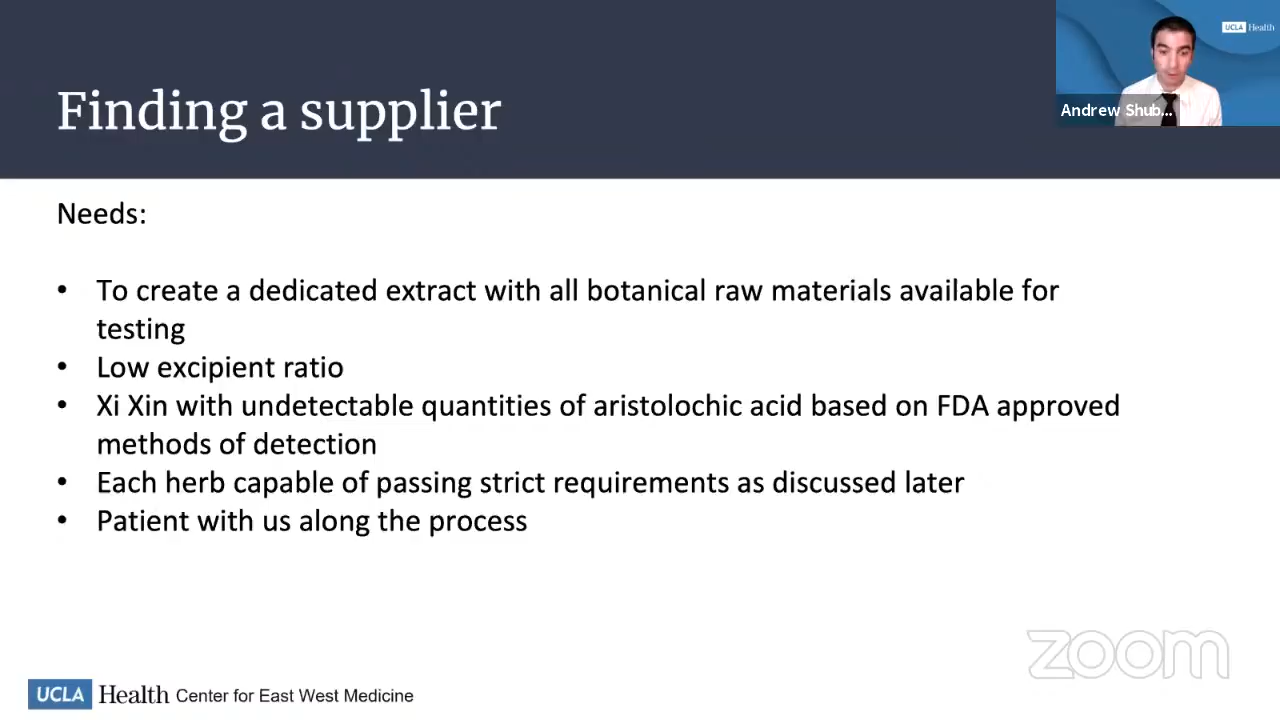 UCLA Health
Finding a supplier
Andrew Shub...
Needs:
• To create a dedicated extract with all botanical raw materials available for
testing
• Low excipient ratio
• Xi Xin with undetectable quantities of aristolochic acid based on FDA approved
methods of detection
• Each herb capable of passing strict requirements as discussed later
• Patient with us along the process
zoom
UCLA Health Center for East West Medicine